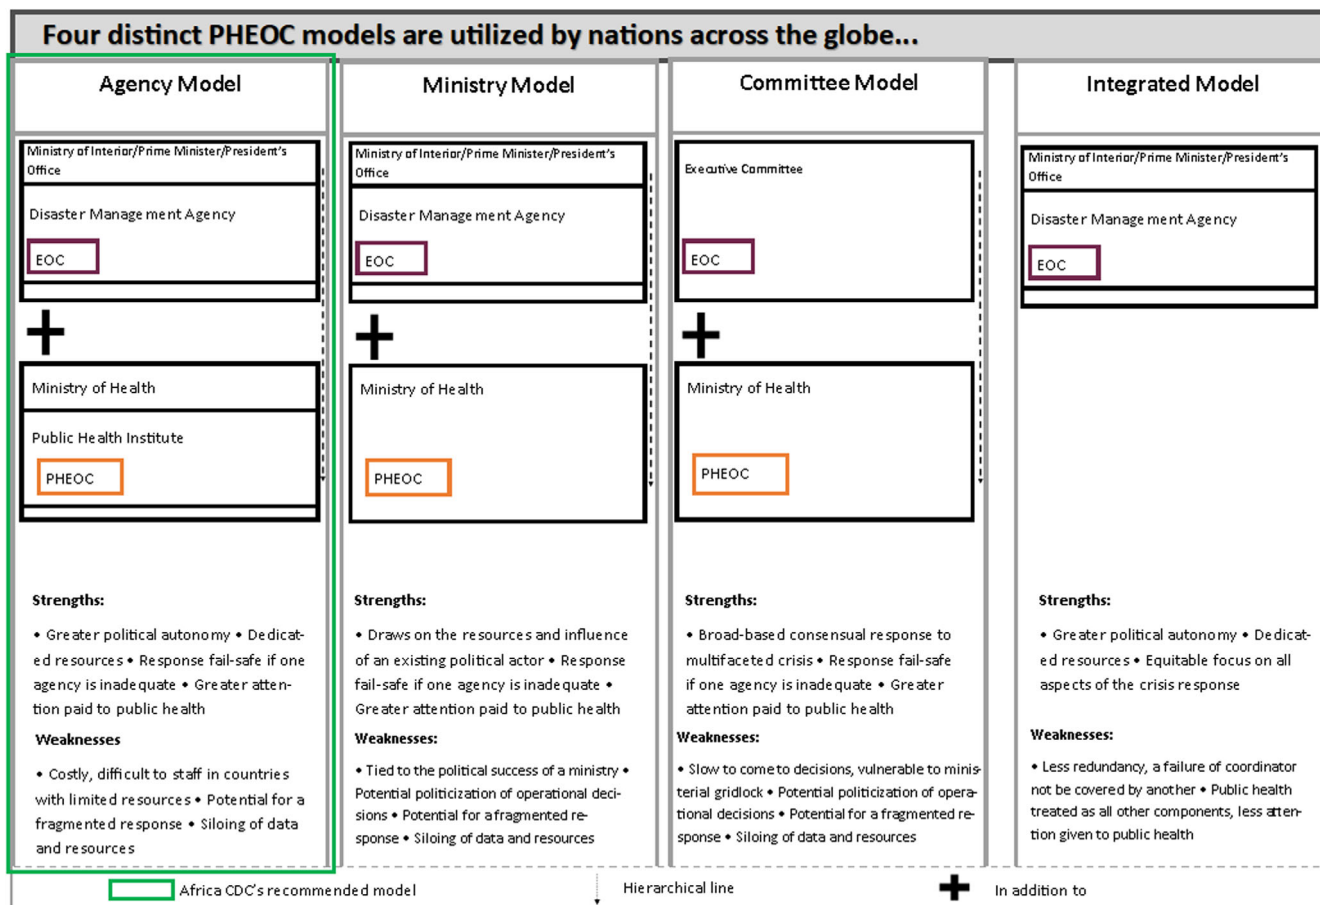 Four distinct PHEOC models are utilized by nations across the globe...
Agency Model
Ministry of Interior/Prime Minister/President's
Office
Disaster Management Agency
EOC
Ministry of Health
Public Health Institute
PHEOC
Strengths:
• Greater political autonomy • Dedicat-
ed resources • Response fail-safe if one
agency is inadequate • Greater atten-
tion paid to public health
Weaknesses
• Costly, difficult to staff in countries
with limited resources • Potential for a
fragmented response • Siloing of data
and resources
Ministry Model
Ministry of Interior/Prime Minister/President's
Office
Disaster Management Agency
EOC
Ministry of Health
PHEOC
Strengths:
• Draws on the resources and influence
of an existing political actor • Response
fail-safe if one agency is inadequate •
Greater attention paid to public health
Weaknesses:
• Tied to the political success of a ministry •
Potential politicization of operational deci-
sions • Potential for a fragmented re-
sponse • Siloing of data and resources
Committee Model
Executive Committee
EOC
Ministry of Health
PHEOC
Strengths:
• Broad-based consensual response to
multifaceted crisis • Response fail-safe
if one agency is inadequate • Greater
attention paid to public health
Weaknesses:
• Slow to come to decisions, vulnerable to minis-
terial gridlock • Potential politicization of opera-
tional decisions • Potential for a fragmented re-
sponse • Siloing of data and resources
Integrated Model
Ministry of Interior/Prime Minister/President's
Office
Disaster Management Agency
EOC
Strengths:
• Greater political autonomy • Dedicat-
ed resources • Equitable focus on all
aspects of the crisis response
Weaknesses:
• Less redundancy, a failure of coordinator
not be covered by another • Public health
treated as all other components, less atten-
tion given to public health
Africa CDC's recommended model
Hierarchical line
In addition to